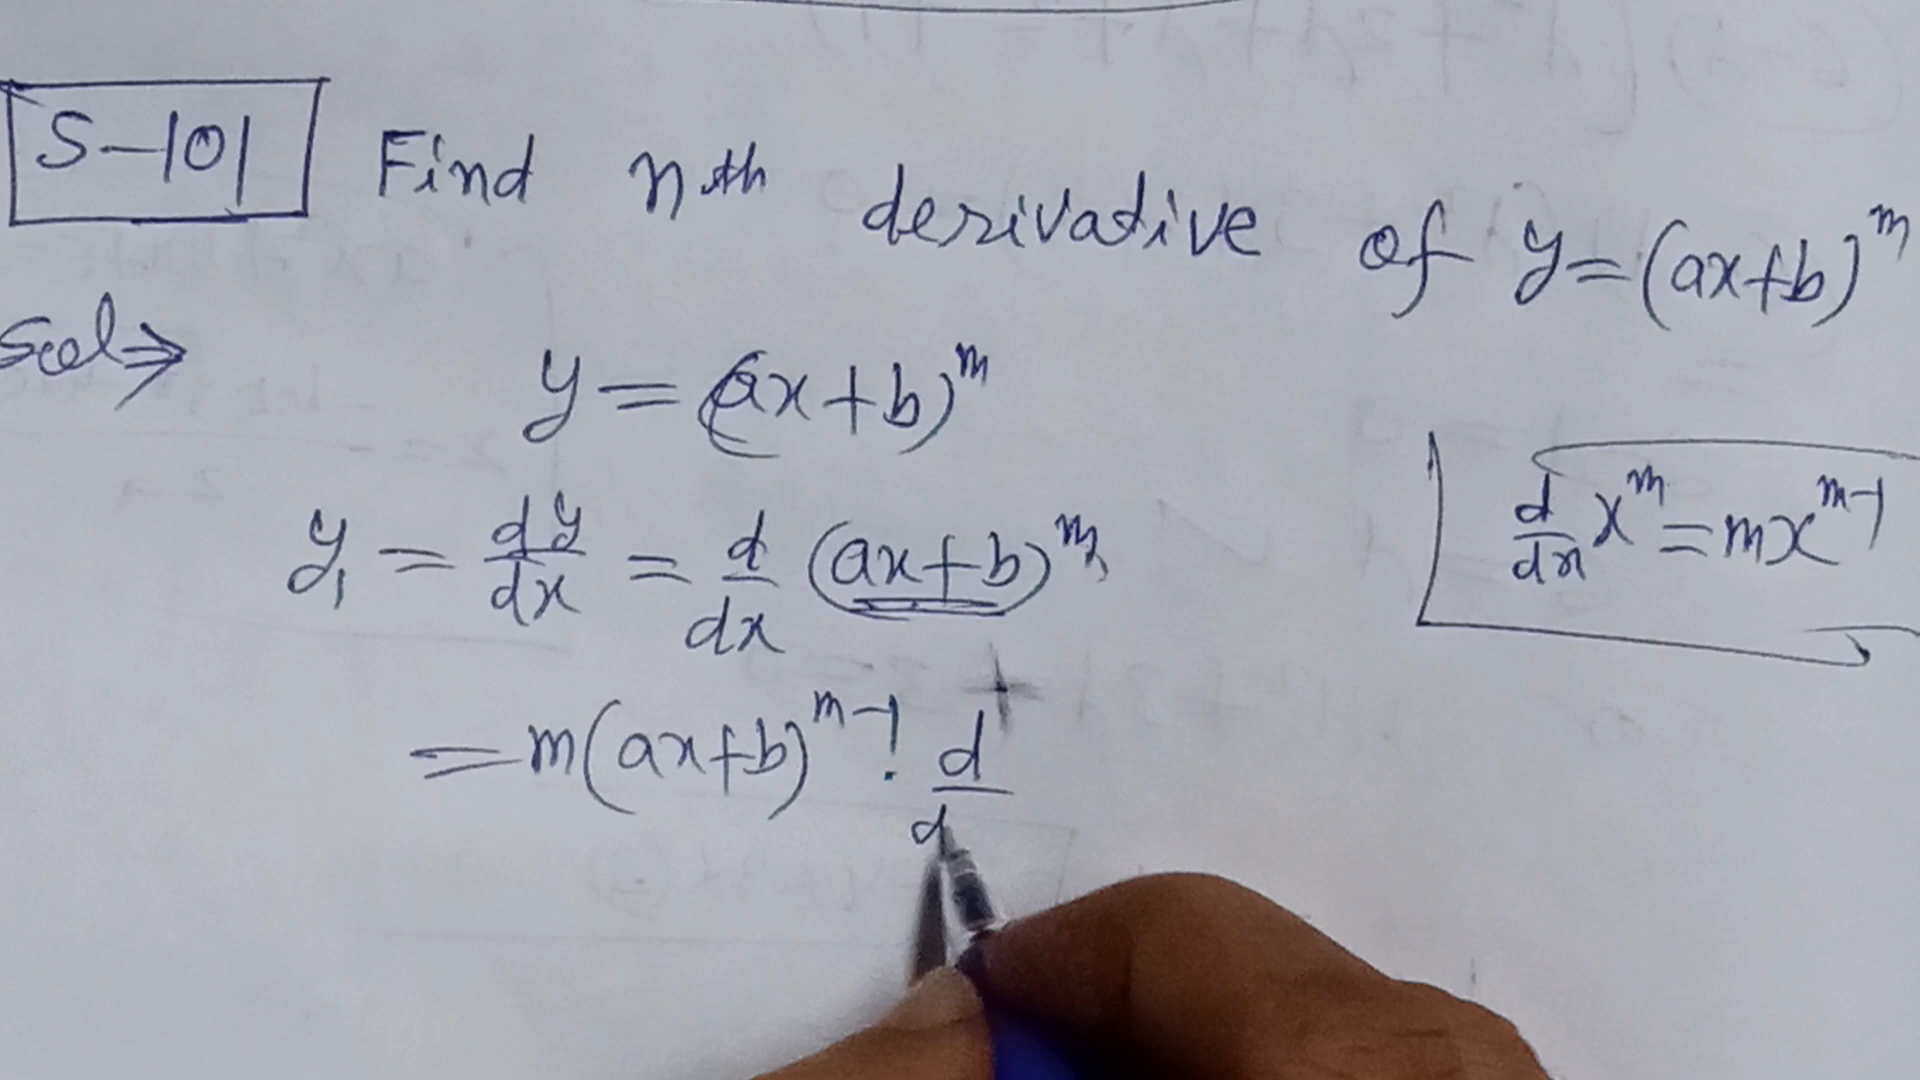 S-101 Find nth derivative of y=(ax+b)^m
Sol⇒
y = (ax+b)^m
y₁ = dy/dx = d/dx (ax+b)^m
d/dx x^m = mx^(m-1)
= m(ax+b)^(m-1) . d/d